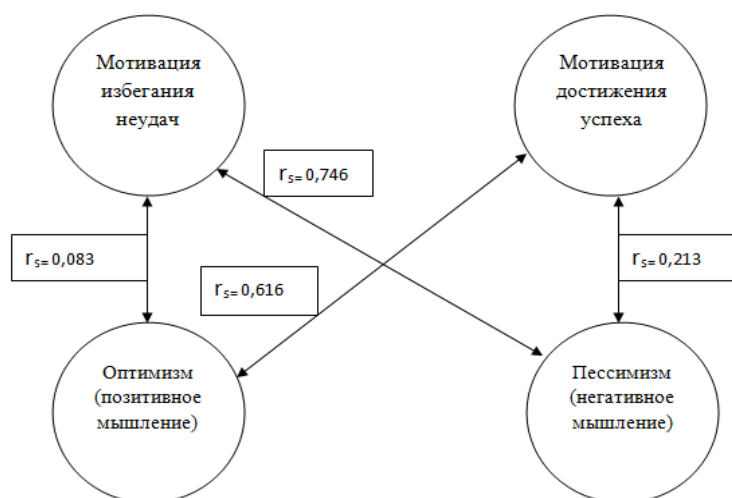 Мотивация
избегания
неудач
Мотивация
достижения
успеха
rs= 0,746
rs= 0,083
rs= 0,213
rs= 0,616
Оптимизм
(позитивное
мышление)
Пессимизм
(негативное
мышление)